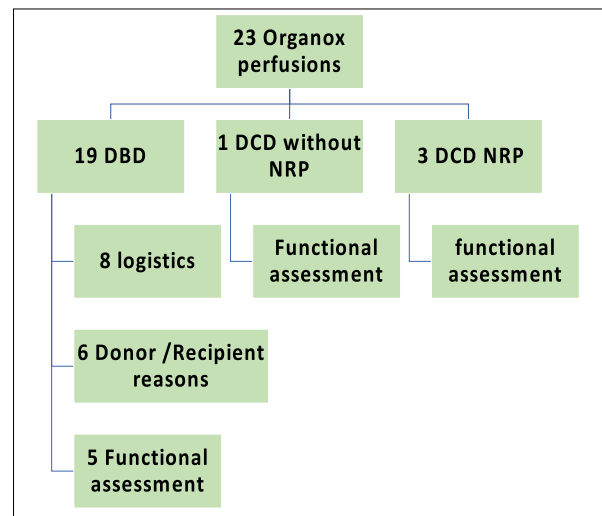 23 Organox
perfusions
19 DBD
1 DCD without
NRP
3 DCD NRP
8 logistics
Functional
assessment
functional
assessment
6 Donor /Recipient
reasons
5 Functional
assessment